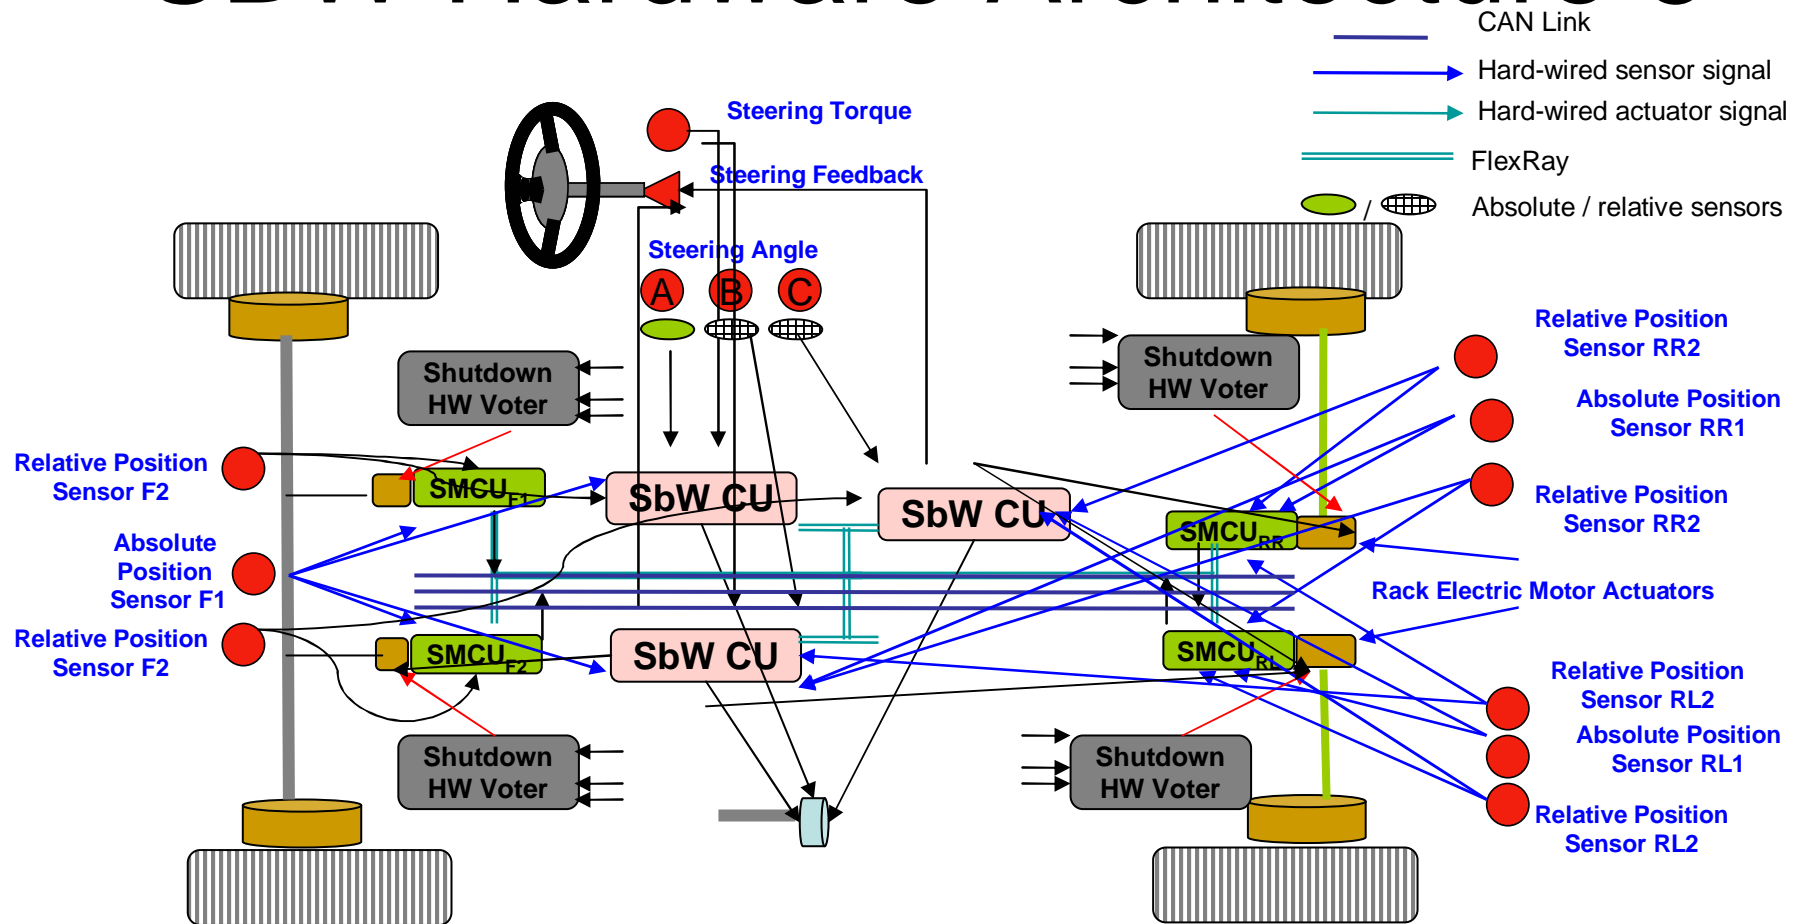 CAN Link
Hard-wired sensor signal
Hard-wired actuator signal
FlexRay
/
Absolute / relative sensors
Steering Torque
Steering Feedback
Steering Angle
A
B
C
Shutdown
HW Voter
Shutdown
HW Voter
Relative Position
Sensor RR2
Absolute Position
Sensor RR1
Relative Position
Sensor RR2
Relative Position
Sensor F2
Absolute
Position
Sensor F1
Relative Position
Sensor F2
SMCU F1
SbW CU
SbW CU
SMCU RR
Rack Electric Motor Actuators
SMCU F2
SbW CU
SMCU RL
Relative Position
Sensor RL2
Absolute Position
Sensor RL1
Relative Position
Sensor RL2
Shutdown
HW Voter
Shutdown
HW Voter